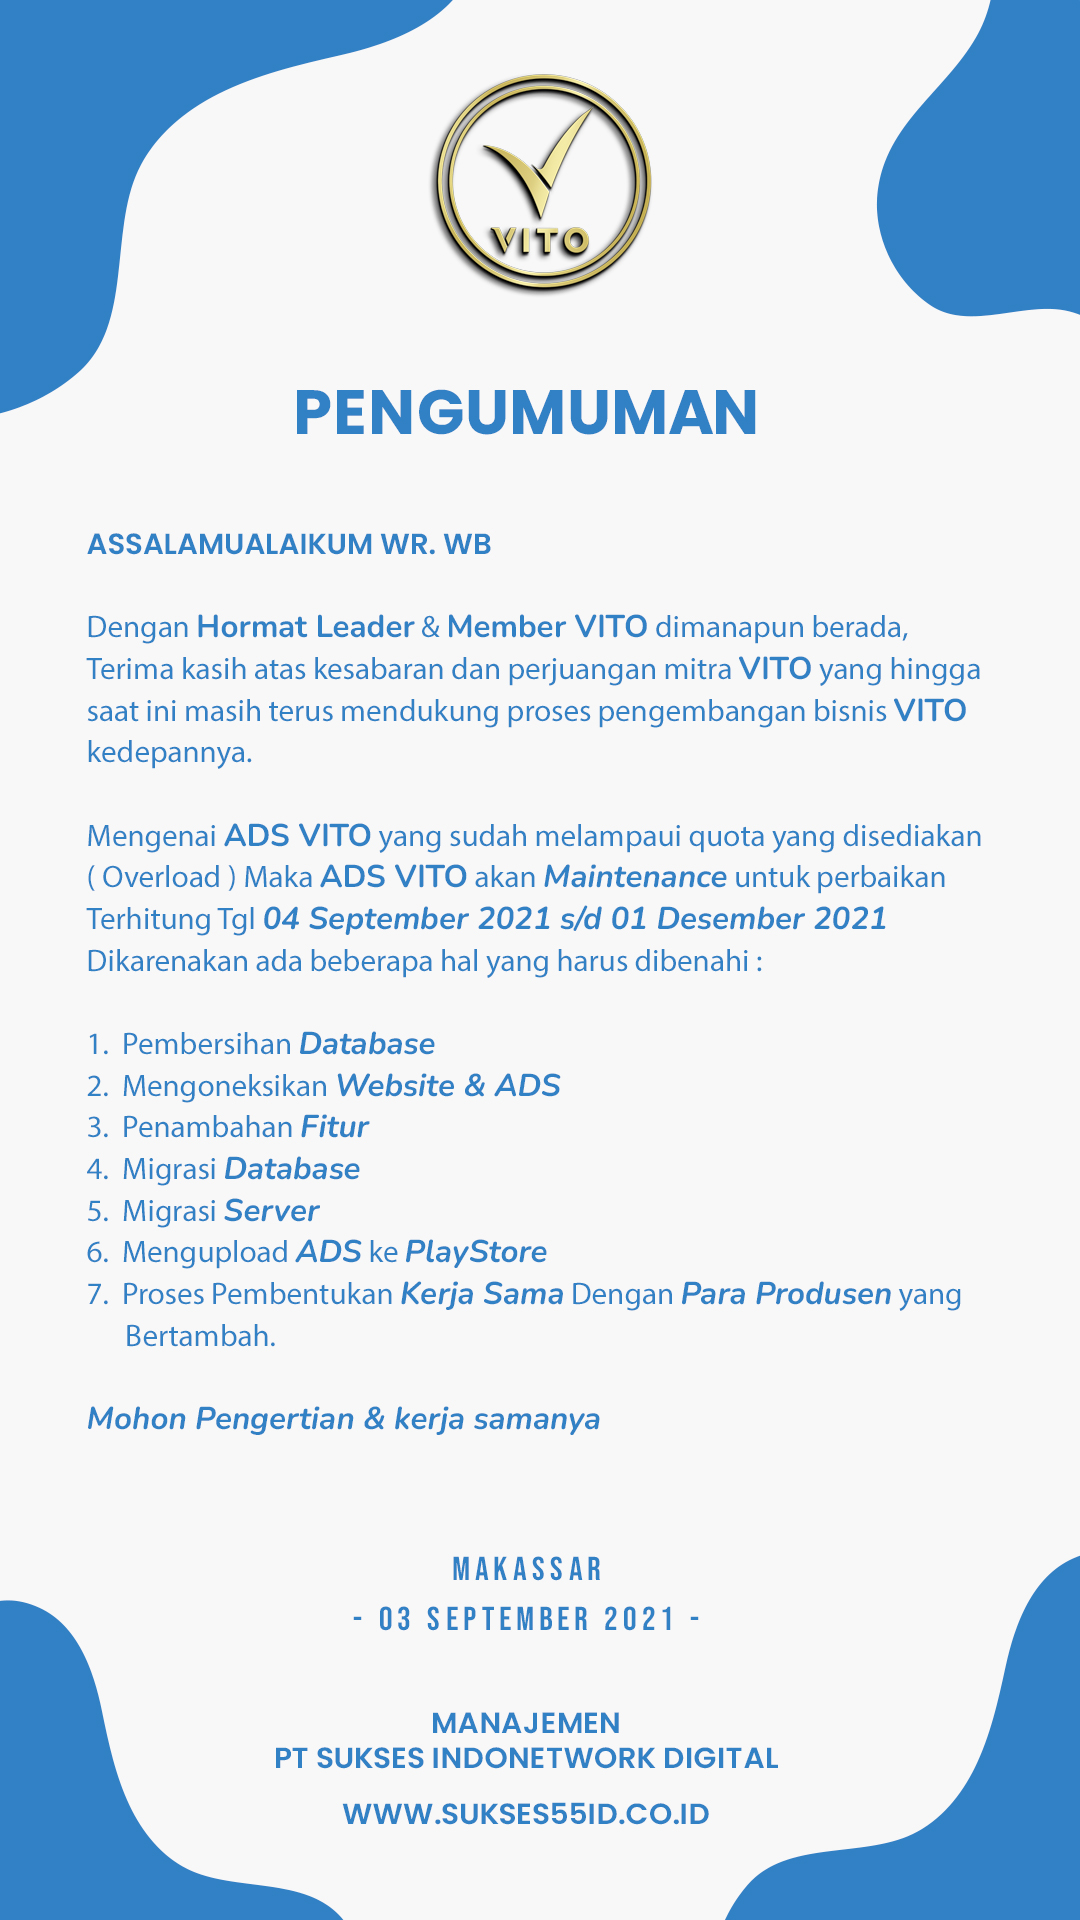 VITO
PENGUMUMAN
ASSALAMUALAIKUM WR. WB
Dengan Hormat Leader & Member VITO dimanapun berada,
Terima kasih atas kesabaran dan perjuangan mitra VITO yang hingga
saat ini masih terus mendukung proses pengembangan bisnis VITO
kedepannya.
Mengenai ADS VITO yang sudah melampaui quota yang disediakan
( Overload ) Maka ADS VITO akan Maintenance untuk perbaikan
Terhitung Tgl 04 September 2021 s/d 01 Desember 2021
Dikarenakan ada beberapa hal yang harus dibenahi :
1. Pembersihan Database
2. Mengoneksikan Website & ADS
3. Penambahan Fitur
4. Migrasi Database
5. Migrasi Server
6. Mengupload ADS ke PlayStore
7. Proses Pembentukan Kerja Sama Dengan Para Produsen yang
Bertambah.
Mohon Pengertian & kerja samanya
MAKASSAR
- 03 SEPTEMBER 2021 -
MANAJEMEN
PT SUKSES INDONETWORK DIGITAL
WWW.SUKSES55ID.CO.ID